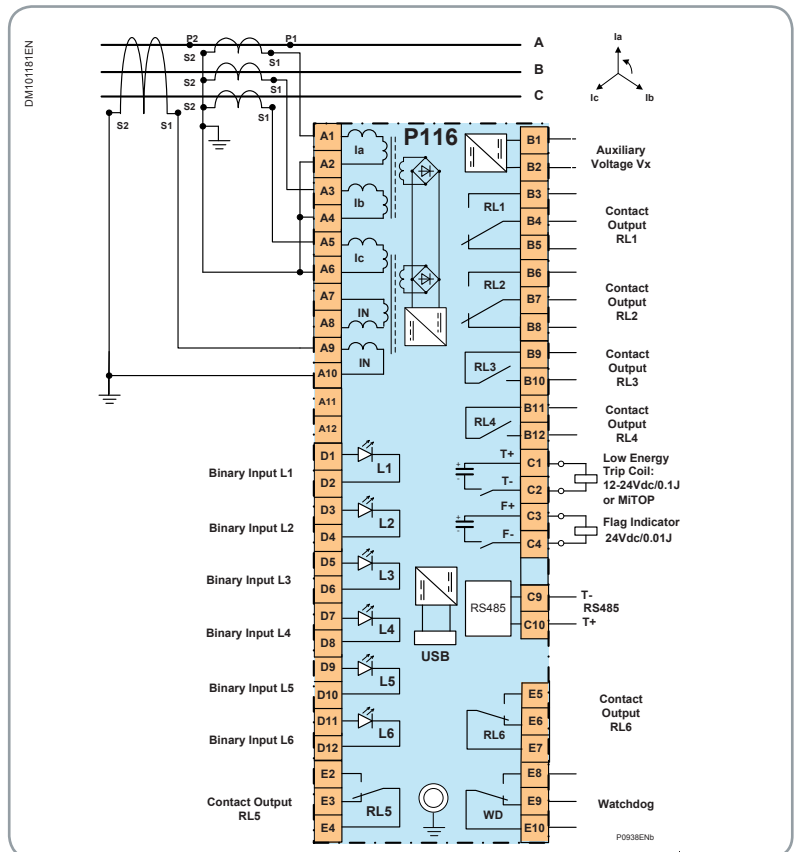 DM101181EN
P2
P1
A
S2
S1
B
S2
S1
C
S2
S1
S2
S1
Ia
Ic
Ib
P116
A1
A2
A3
A4
A5
A6
A7
A8
A9
A10
A11
A12
Ia
Ib
Ic
IN
IN
B1
B2
Auxiliary
Voltage Vx
B3
B4
B5
RL1
Contact
Output
RL1
B6
B7
B8
RL2
Contact
Output
RL2
B9
B10
RL3
Contact
Output
RL3
B11
B12
RL4
Contact
Output
RL4
T+
C1
T-
C2
Low Energy
Trip Coil:
12-24Vdc/0.1J
or MiTOP
F+
C3
F-
C4
Flag Indicator
24Vdc/0.01J
+
-
+
-
Binary Input L1
D1
D2
L1
Binary Input L2
D3
D4
L2
Binary Input L3
D5
D6
L3
Binary Input L4
D7
D8
L4
Binary Input L5
D9
D10
L5
Binary Input L6
D11
D12
L6
USB
RS485
C9
C10
T-
RS485
T+
E5
E6
E7
RL6
Contact
Output
RL6
Contact Output
RL5
E2
E3
E4
RL5
E8
E9
E10
WD
Watchdog
P0938ENb